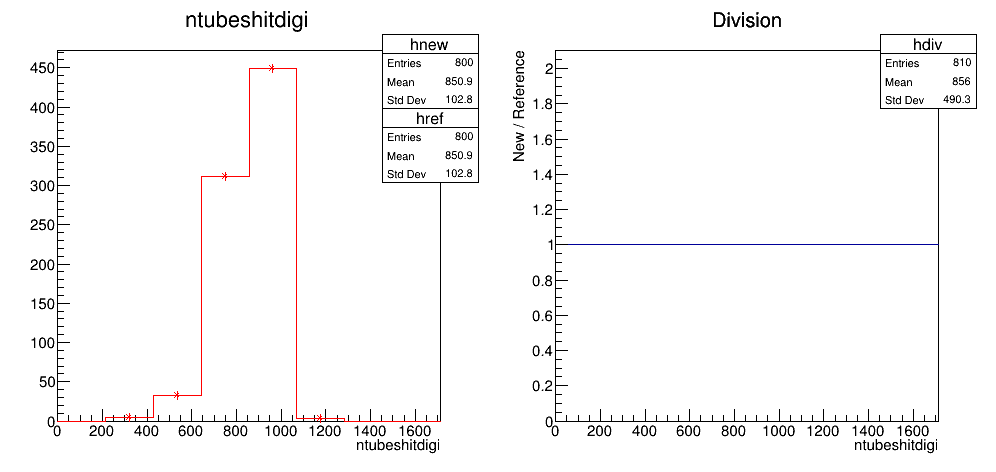 ntubeshitdigi
hnew
Entries 800
Mean 850.9
Std Dev 102.8
href
Entries 800
Mean 850.9
Std Dev 102.8
450
400
350
300
250
200
150
100
50
0
0 200 400 600 800 1000 1200 1400 1600
ntubeshitdigi
Division
hdiv
Entries 810
Mean 856
Std Dev 490.3
New / Reference
2
1.8
1.6
1.4
1.2
1
0.8
0.6
0.4
0.2
0
0 200 400 600 800 1000 1200 1400 1600
ntubeshitdigi